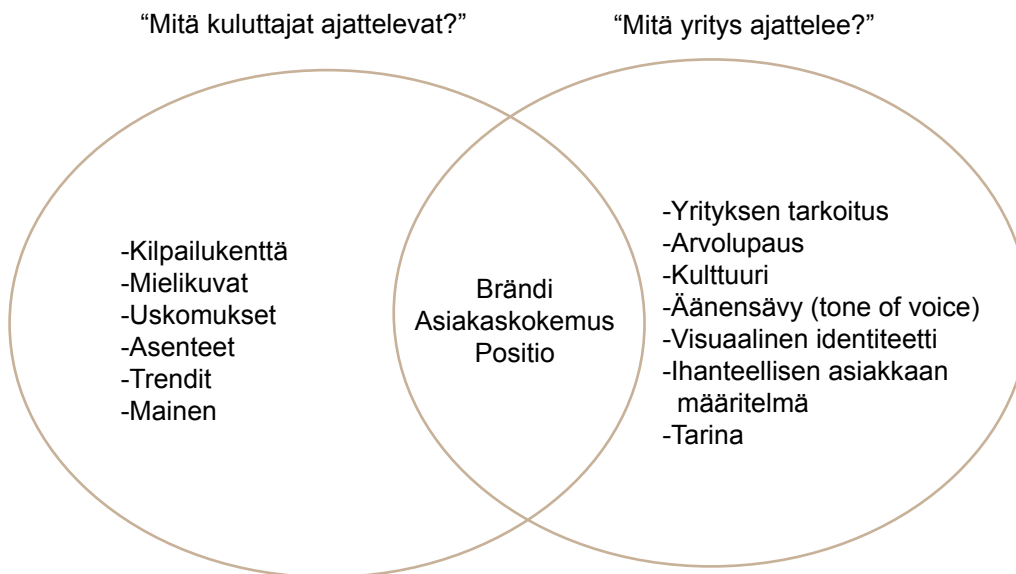 “Mitä kuluttajat ajattelevat?”
“Mitä yritys ajattelee?”
-Kilpailukenttä
-Mielikuvat
-Uskomukset
-Asenteet
-Trendit
-Mainen
Brändi
Asiakaskokemus
Positio
-Yrityksen tarkoitus
-Arvolupaus
-Kulttuuri
-Äänensävy (tone of voice)
-Visuaalinen identiteetti
-Ihanteellisen asiakkaan
määritelmä
-Tarina